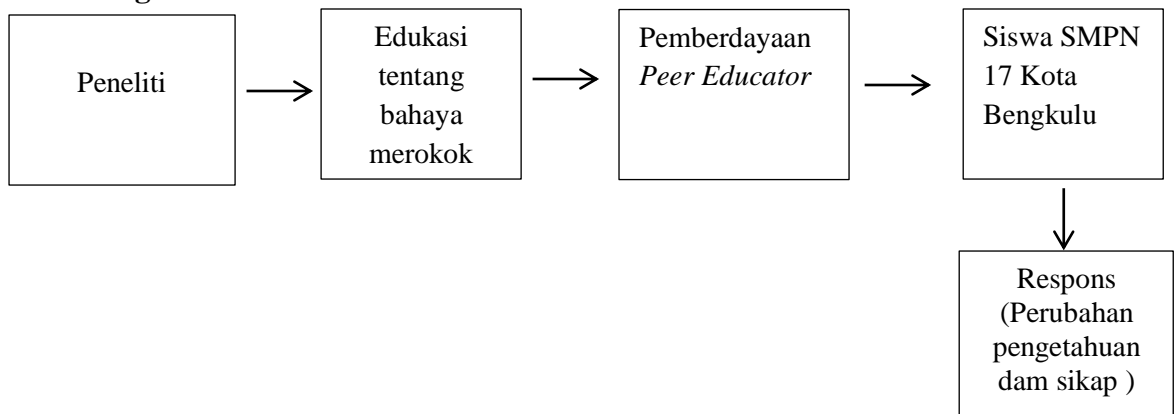 Peneliti
Edukasi
tentang
bahaya
merokok
Pemberdayaan
Peer Educator
Siswa SMPN
17 Kota
Bengkulu
Respons
(Perubahan
pengetahuan
dam sikap )